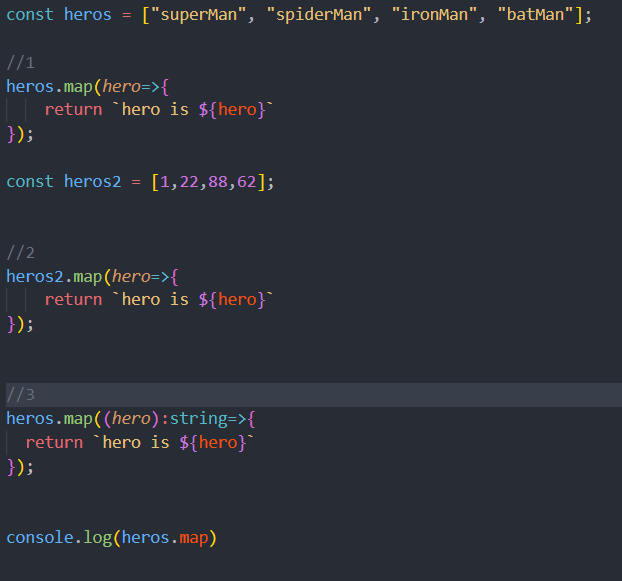 const heros = ["superMan", "spiderMan", "ironMan", "batMan"];
//1
heros.map(hero=>{
return `hero is ${hero}`
});
const heros2 = [1,22,88,62];
//2
heros2.map(hero=>{
return `hero is ${hero}`
});
//3
heros.map((hero):string=>{
return `hero is ${hero}`
});
console.log(heros.map)